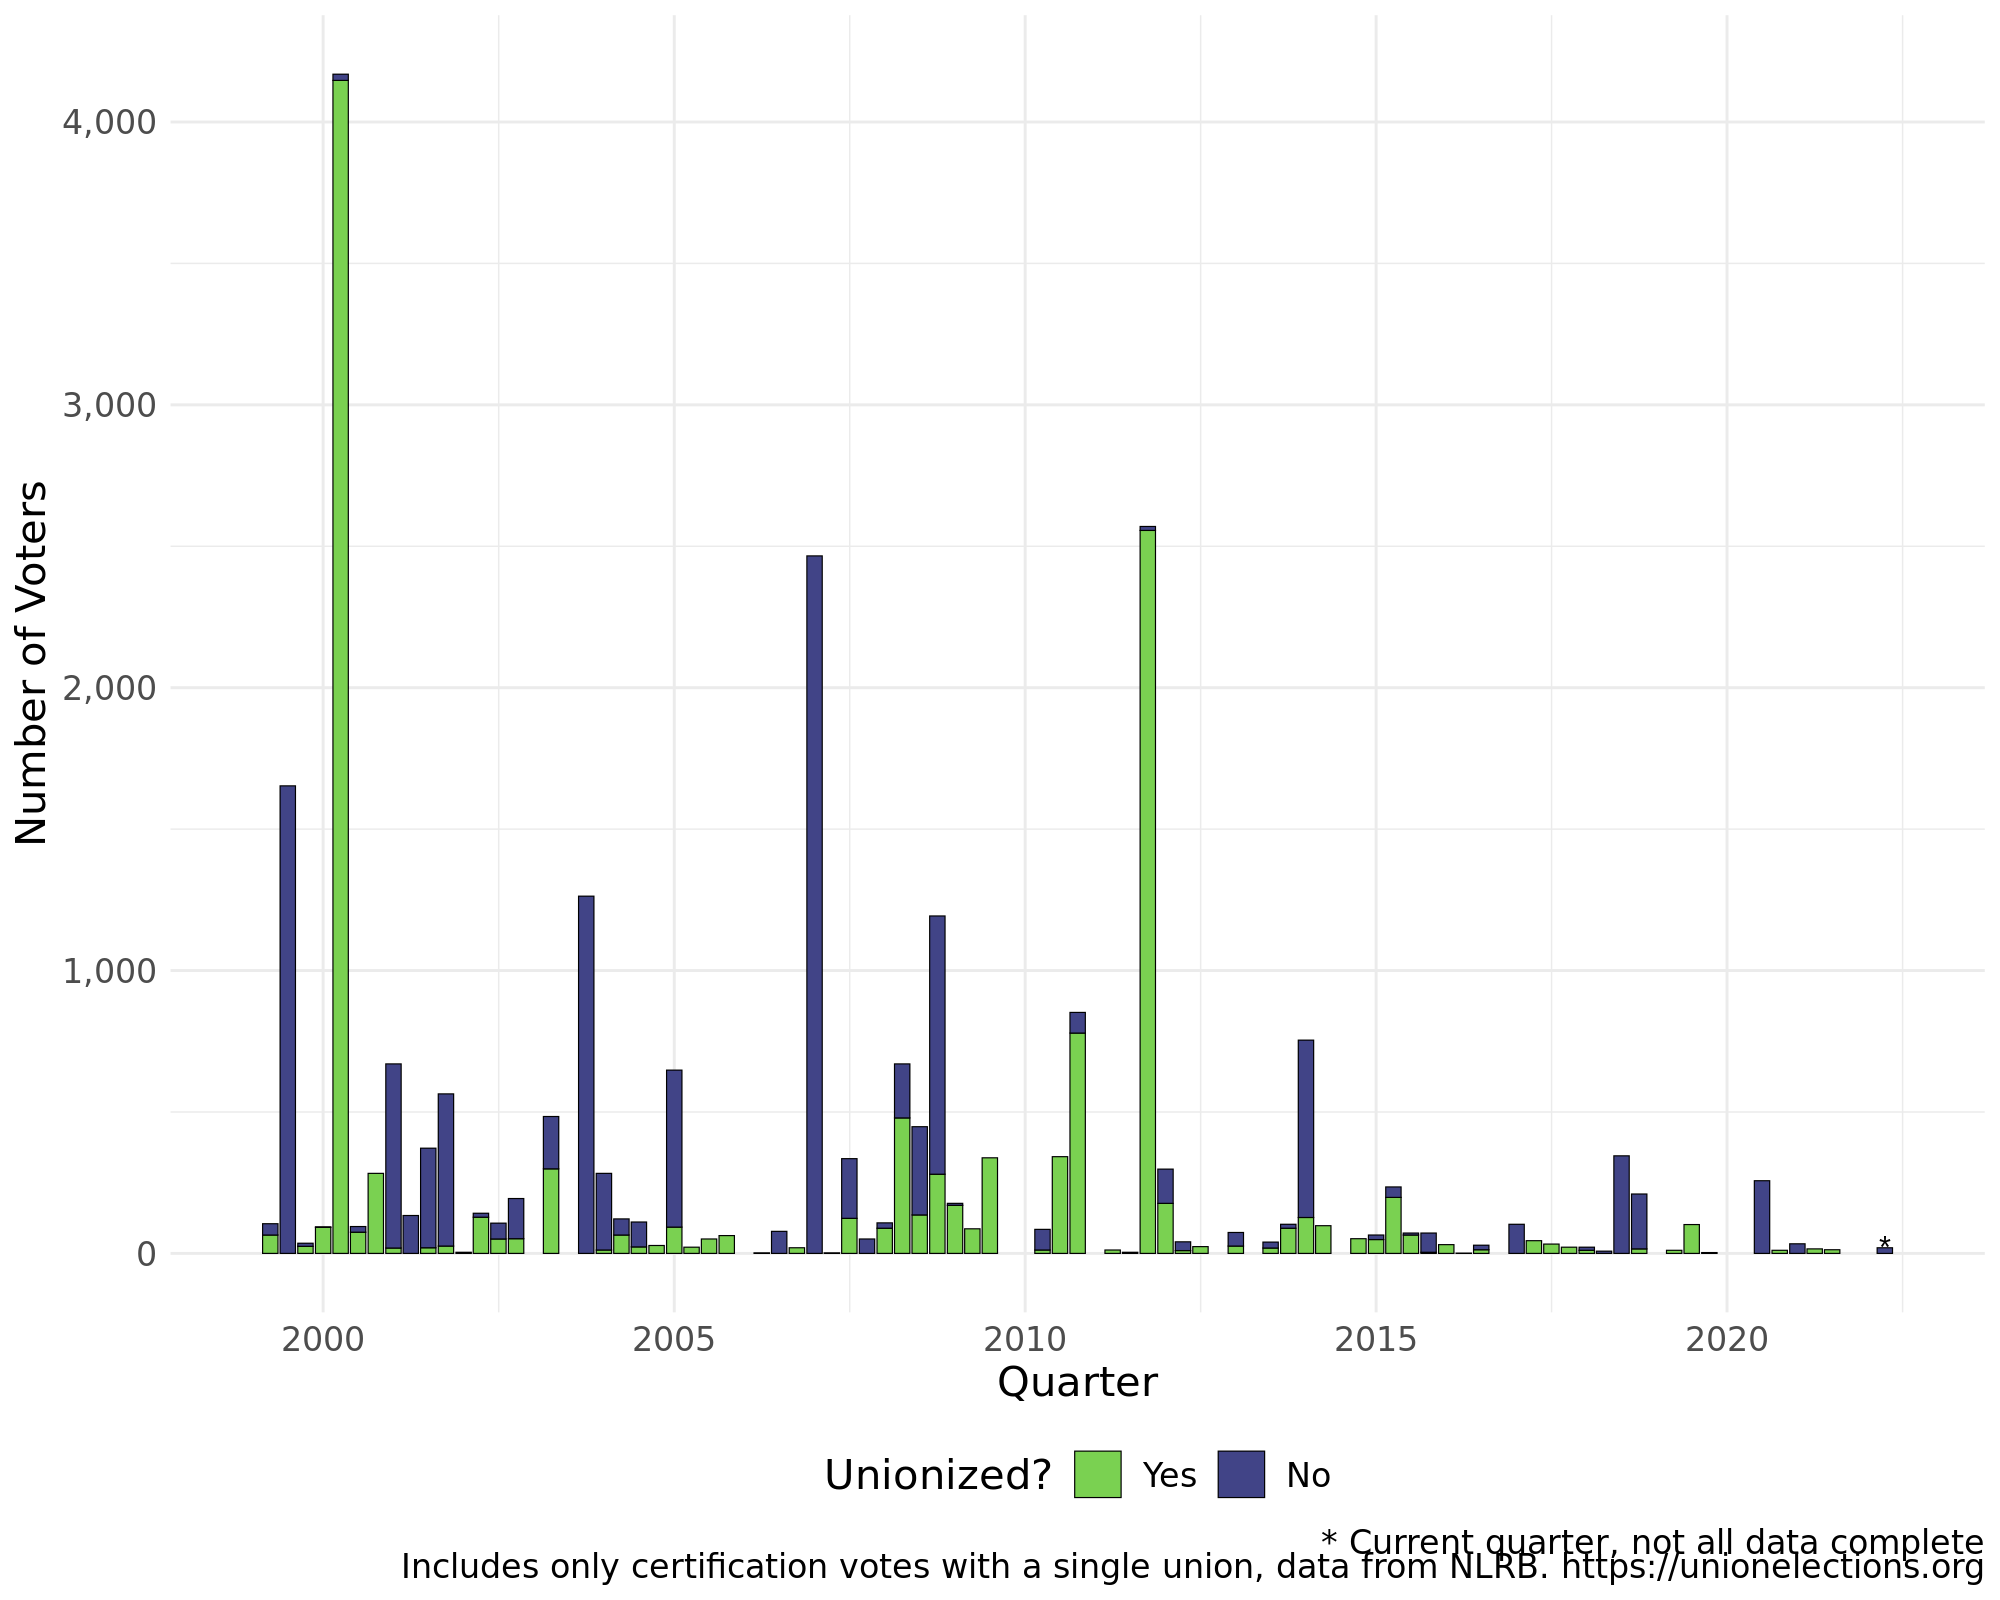 4,000
3,000
2,000
1,000
0
Number of Voters
*
2000 2005 2010 2015 2020
Quarter
Unionized? Yes No
* Current quarter, not all data complete
Includes only certification votes with a single union, data from NLRB. https://unionelections.org